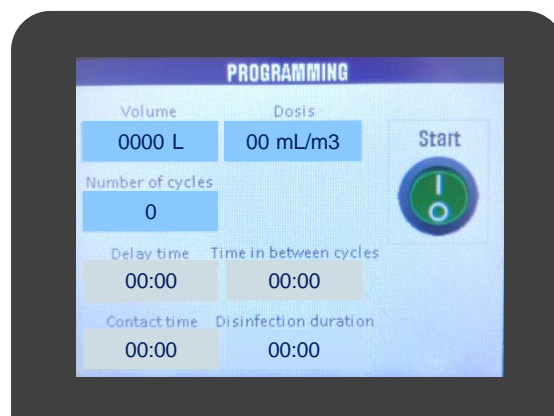 PROGRAMMING
Volume Dosis
0000 L 00 mL/m3 Start
Number of cycles
0
Delay time Time in between cycles
00:00 00:00
Contact time Disinfection duration
00:00 00:00